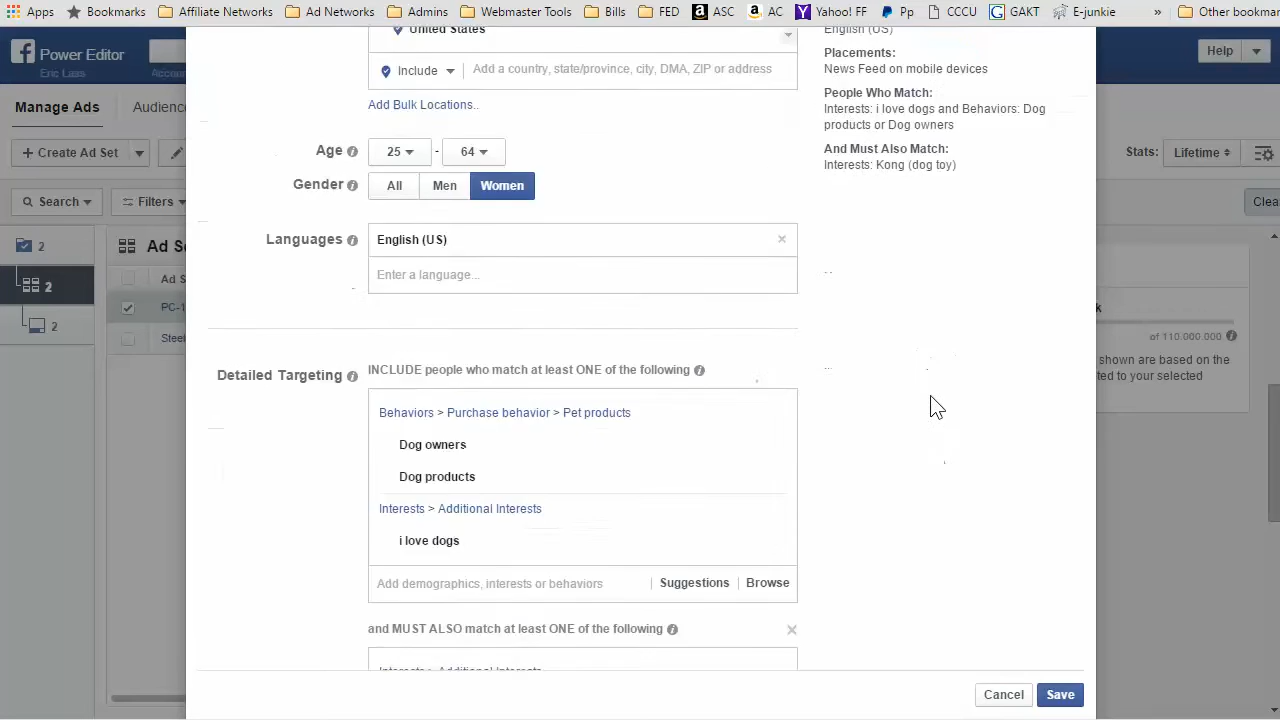 Apps Bookmarks Affiliate Networks Ad Networks Admins Webmaster Tools Bills FED ASC AC Yahoo! FF Pp CCCU GAKT E-junkie » Other bookmar
Power Editor
Eric Lass
Accou
Help
Manage Ads
Audience
+ Create Ad Set
Search
Filters
2
2
2
Ad Se
Ad S
PC-1
Steel
United States
Include
Add a country, state/province, city, DMA, ZIP or address
Add Bulk Locations..
Age
25 - 64
Gender
All Men Women
Languages
English (US)
Enter a language...
Detailed Targeting
INCLUDE people who match at least ONE of the following
Behaviors > Purchase behavior > Pet products
Dog owners
Dog products
Interests > Additional Interests
i love dogs
Add demographics, interests or behaviors
Suggestions
Browse
and MUST ALSO match at least ONE of the following
Interests > Additional Interests
Cancel
Save
English (US)
Placements:
News Feed on mobile devices
People Who Match:
Interests: i love dogs and Behaviors: Dog
products or Dog owners
And Must Also Match:
Interests: Kong (dog toy)
Stats:
Lifetime
Clea
k
of 110,000,000
shown are based on the
ted to your selected